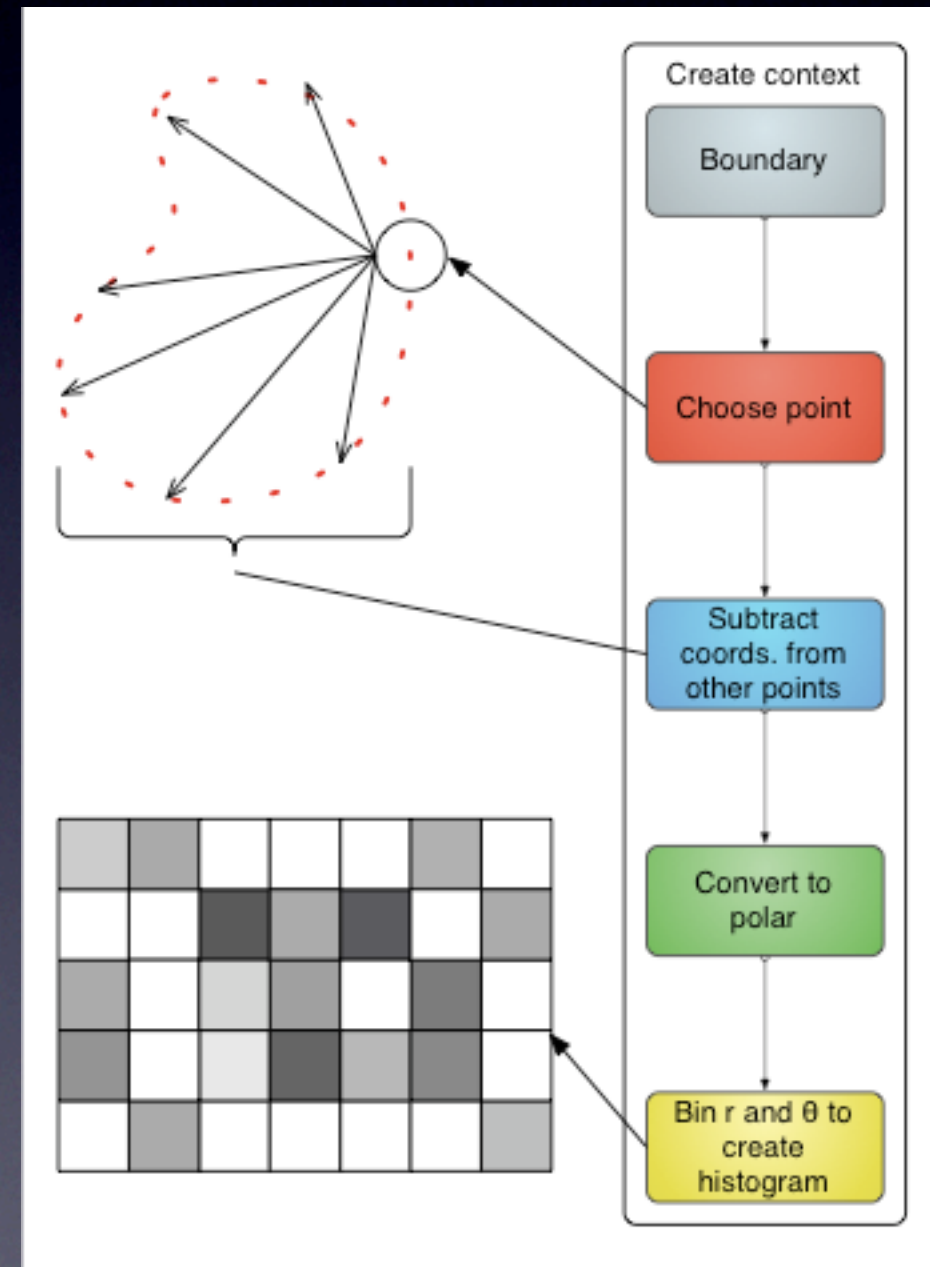 Create context
Boundary
Choose point
Subtract
coords. from
other points
Convert to
polar
Bin r and θ to
create
histogram